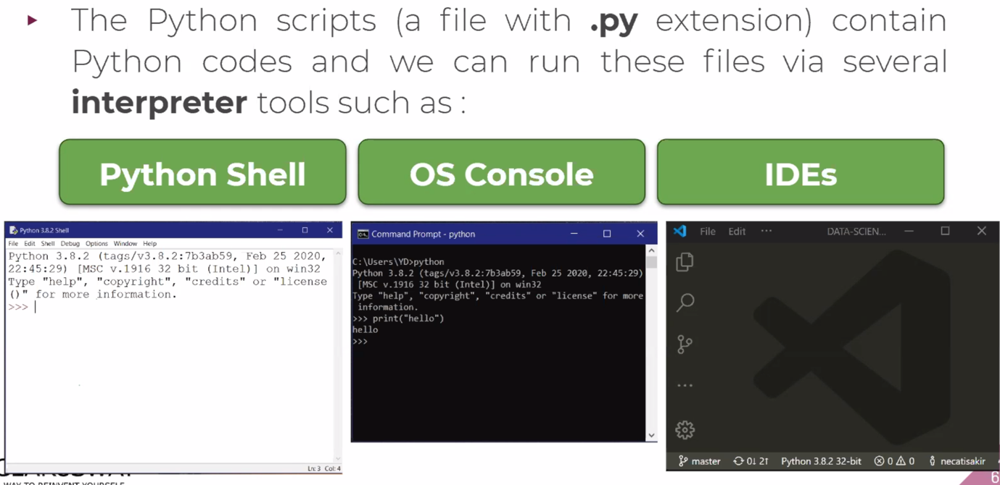 The Python scripts (a file with .py extension) contain
Python codes and we can run these files via several
interpreter tools such as :
Python Shell
OS Console
IDEs
Python 3.8.2 Shell
File Edit Shell Debug Options Window Help
Python 3.8.2 (tags/v3.8.2:7b3ab59, Feb 25 2020,
22:45:29) [MSC v.1916 32 bit (Intel)] on win32
Type "help", "copyright", "credits" or "license
()" for more information.
>>>
Ln: 3 Col: 4
Command Prompt - python
C:\Users\YD>python
Python 3.8.2 (tags/v3.8.2:7b3ab59, Feb 25 2020, 22:45:29)
[MSC v.1916 32 bit (Intel)] on win32
Type "help", "copyright", "credits" or "license" for more
information.
>>> print("hello")
hello
>>>
File Edit ··· DATA-SCIEN...
master 0↓ 2↑ Python 3.8.2 32-bit 0 0 necatisakir
WAY TO REINVENT YOURSELF
6